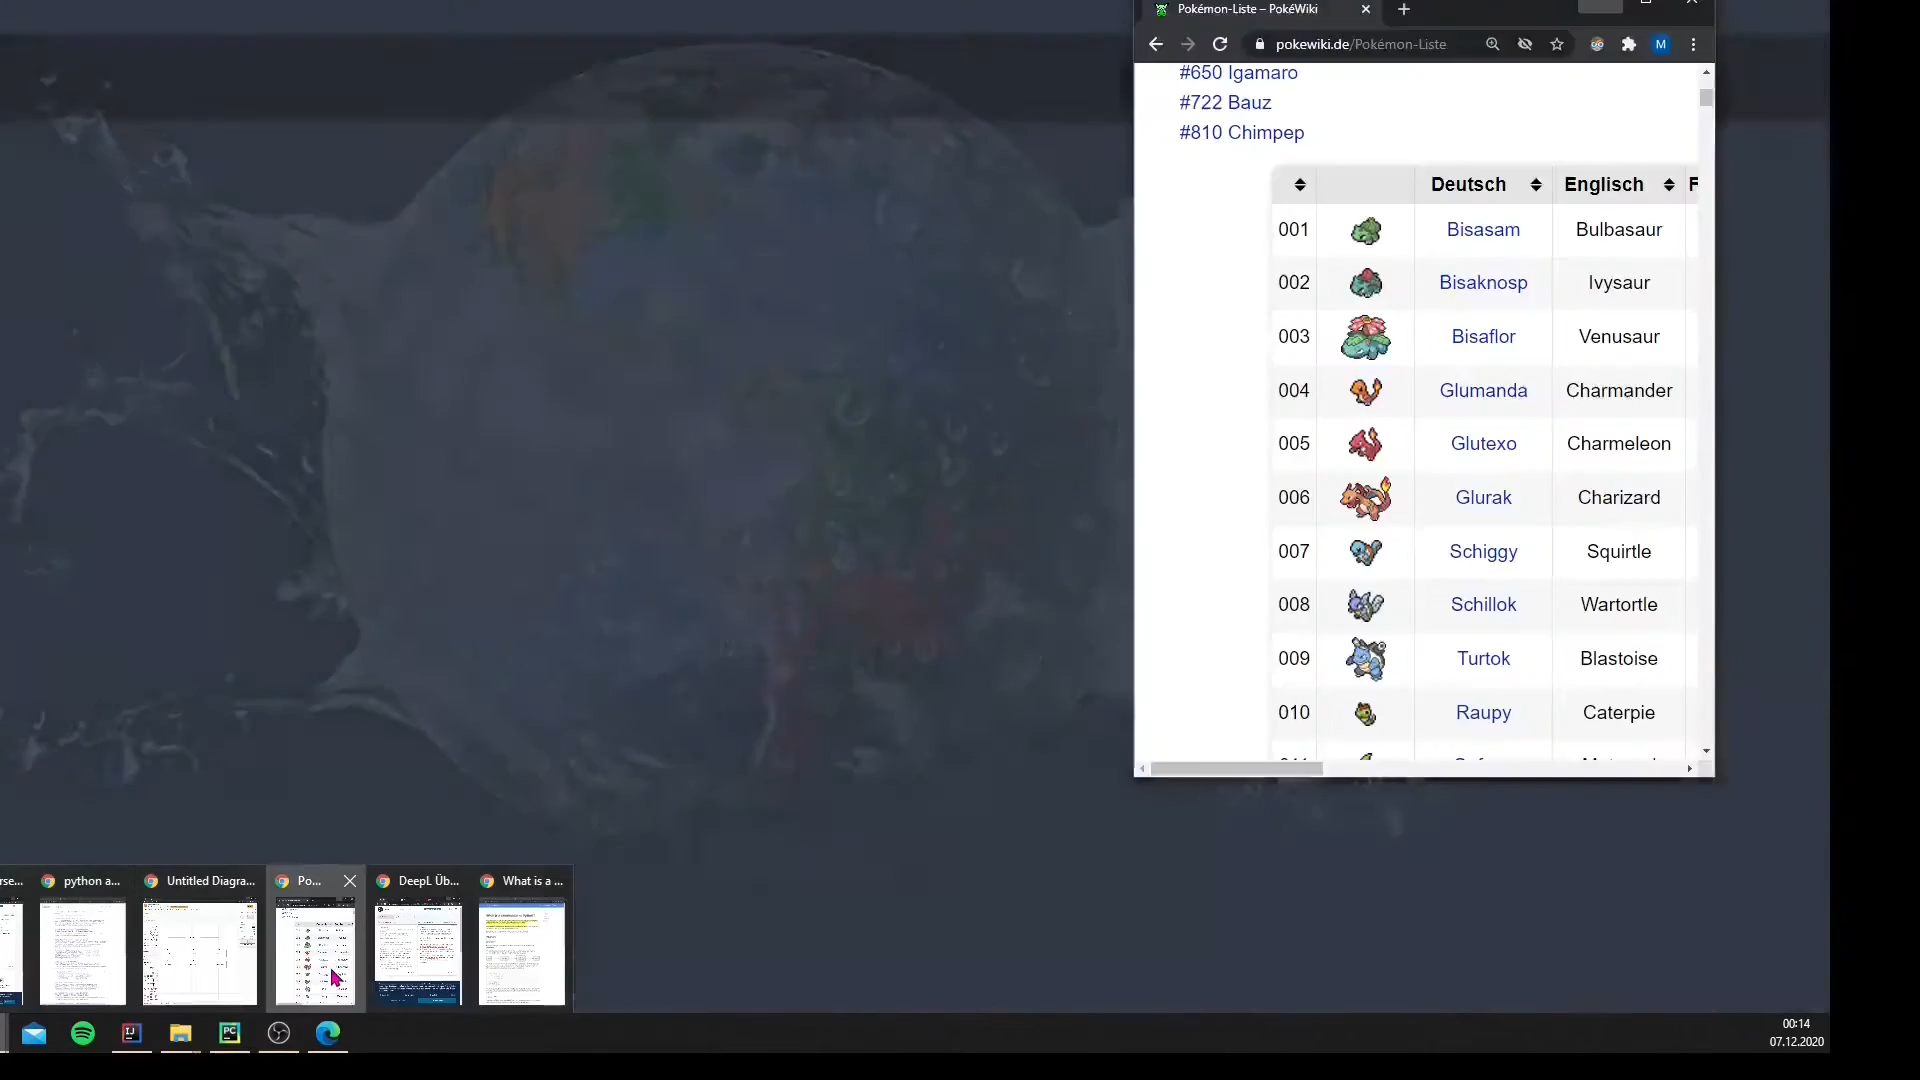 Pokémon-Liste – PokéWiki
pokewiki.de/Pokémon-Liste
M
#650 Igamaro
#722 Bauz
#810 Chimpep
Deutsch Englisch F
001 Bisasam Bulbasaur
002 Bisaknosp Ivysaur
003 Bisaflor Venusaur
004 Glumanda Charmander
005 Glutexo Charmeleon
006 Glurak Charizard
007 Schiggy Squirtle
008 Schillok Wartortle
009 Turtok Blastoise
010 Raupy Caterpie
rse... python a... Untitled Diagra... Po... DeepL Üb... What is a ...
IJ PC
00:14
07.12.2020